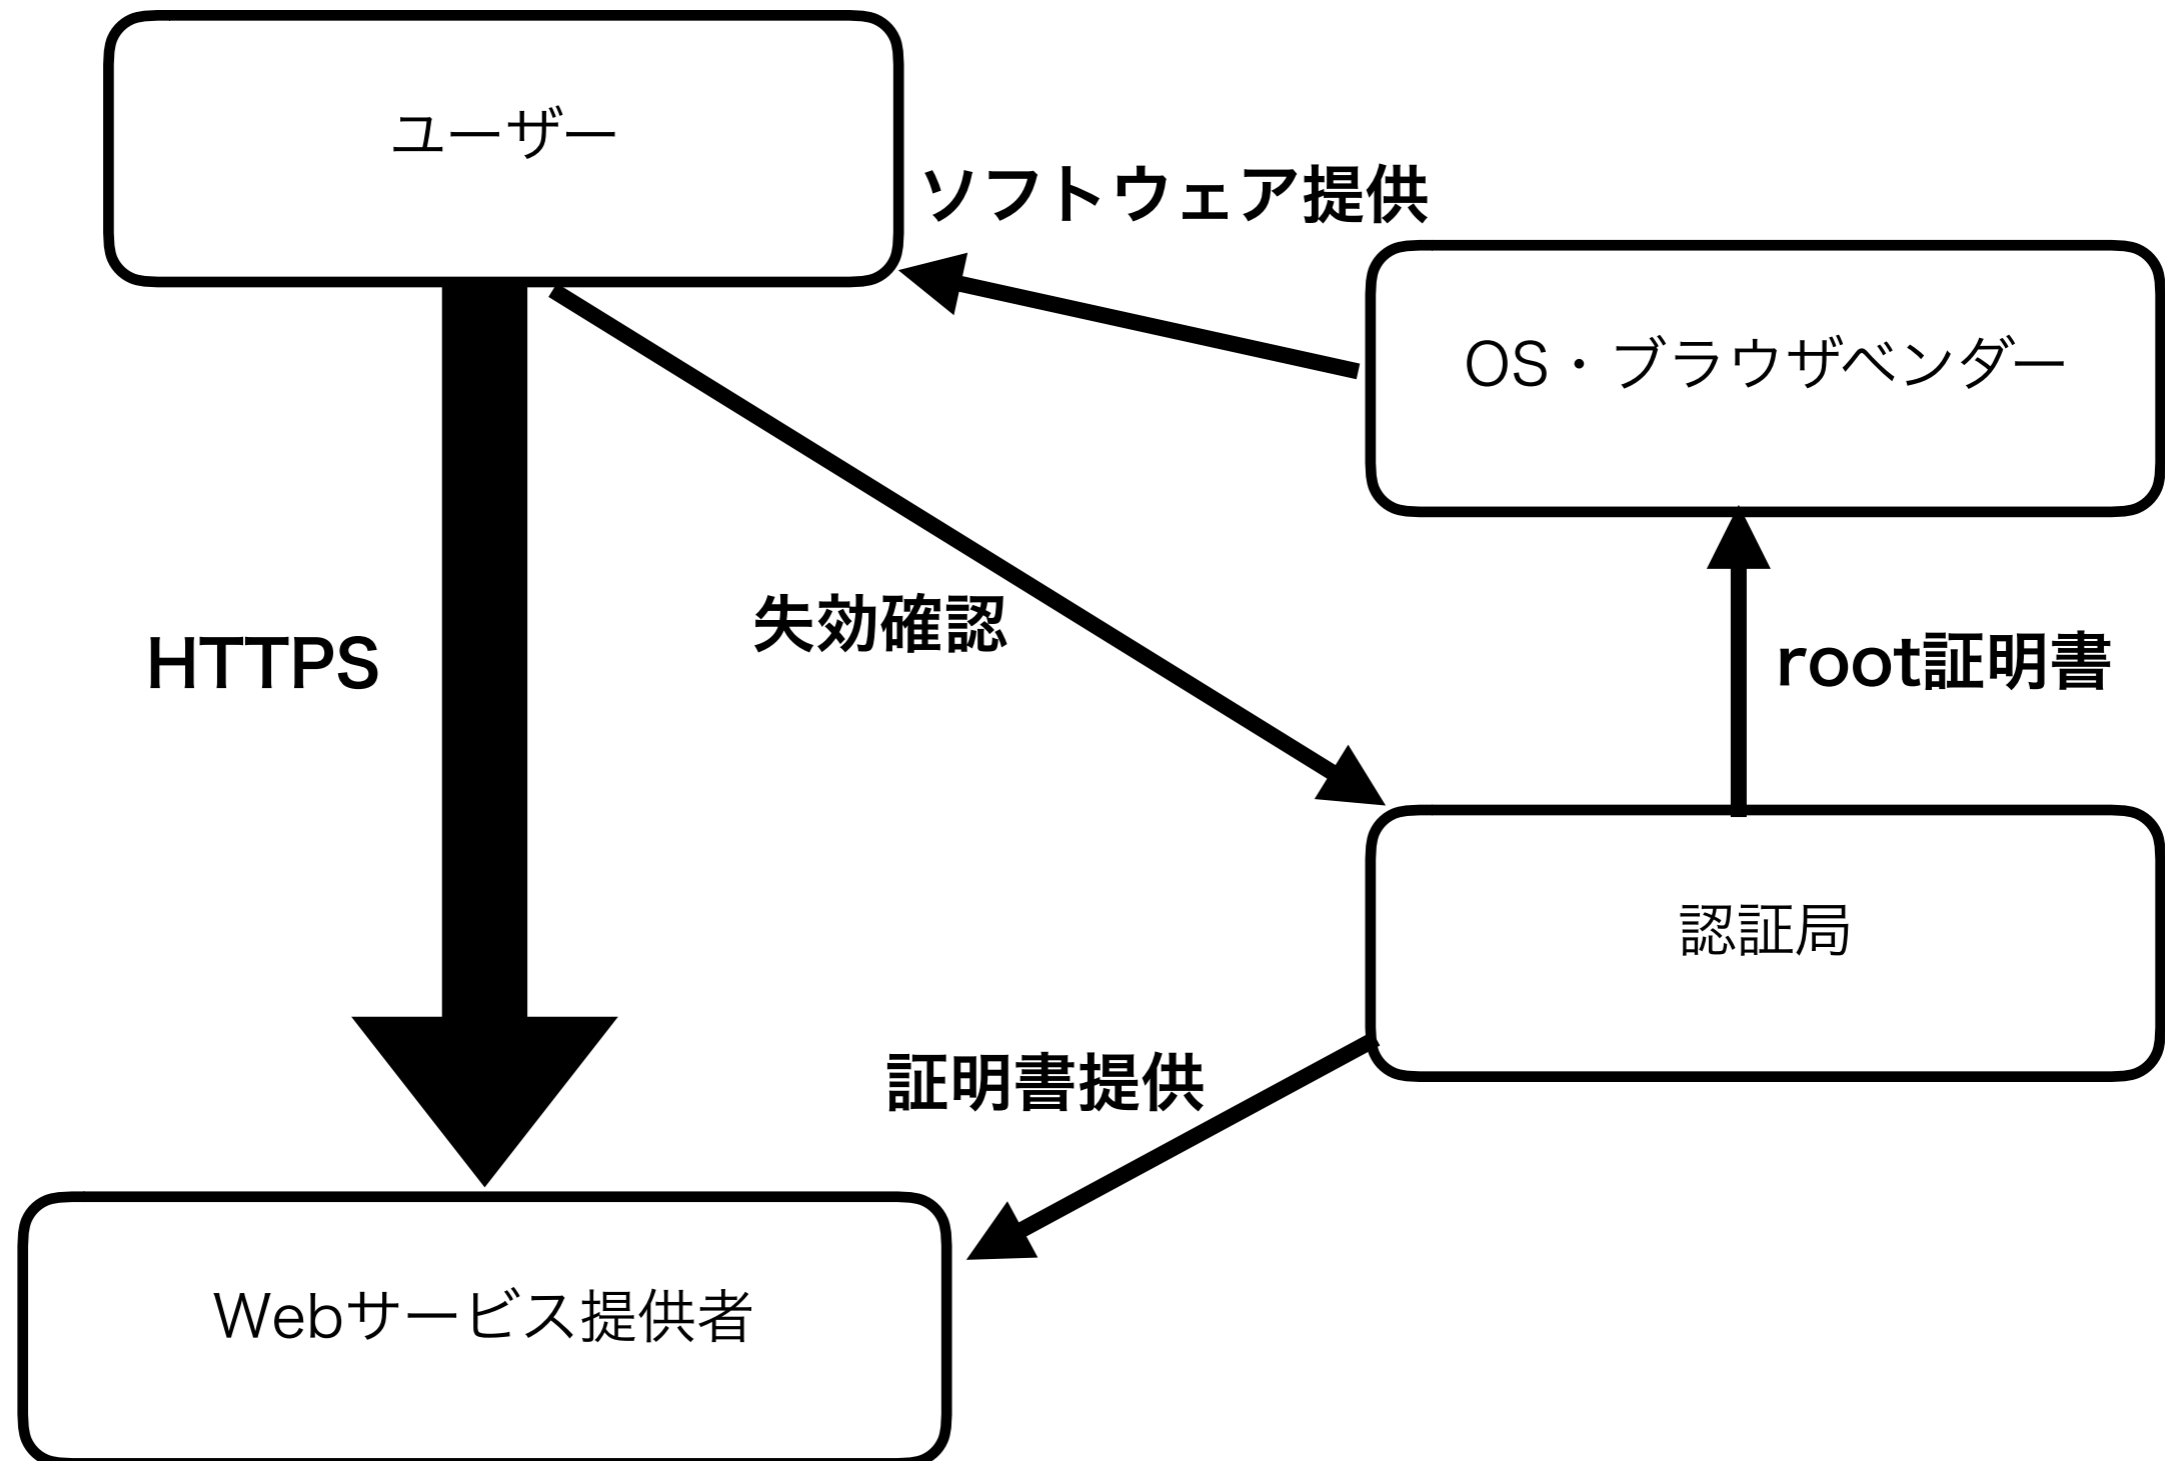 ユーザー
ソフトウェア提供
OS・ブラウザベンダー
失効確認
HTTPS
root証明書
認証局
証明書提供
Webサービス提供者